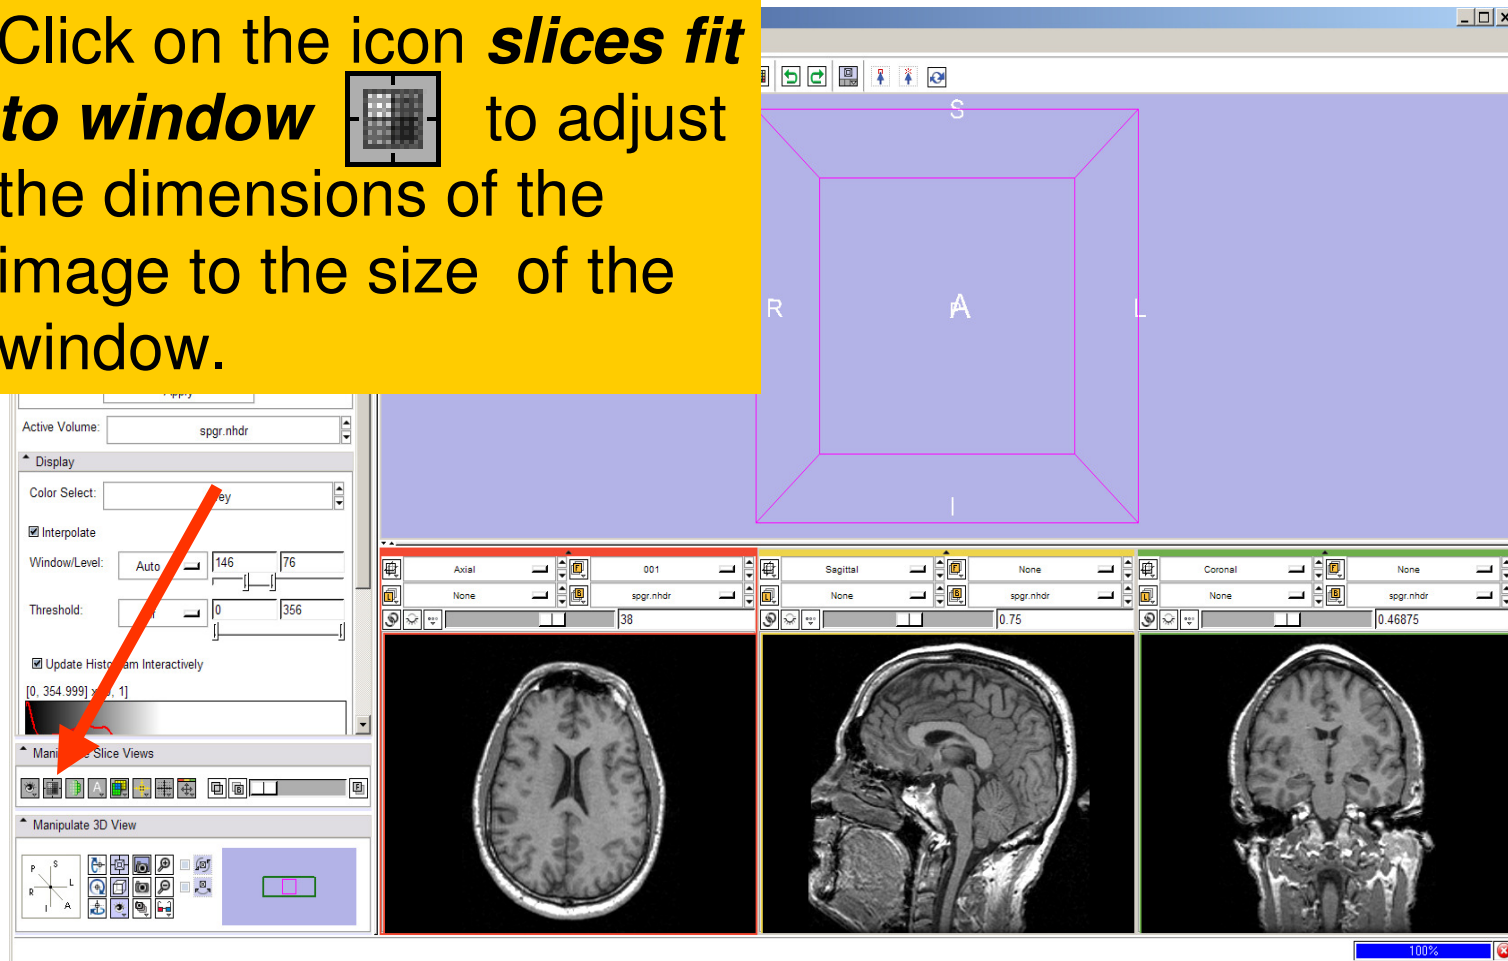 Click on the icon slices fit
to window to adjust
the dimensions of the
image to the size of the
window.
S
R A L
P
I
Active Volume: spgr.nhdr
Display
Color Select:
Interpolate
Window/Level: Auto 146 76
Threshold: 0 356
Update Histogram Interactively
[0, 354.999] x
, 1]
Slice Views
Manipulate 3D View
P S
R L
I A
Axial 001
None spgr.nhdr
38
Sagittal None
None spgr.nhdr
0.75
Coronal None
None spgr.nhdr
0.46875
100%